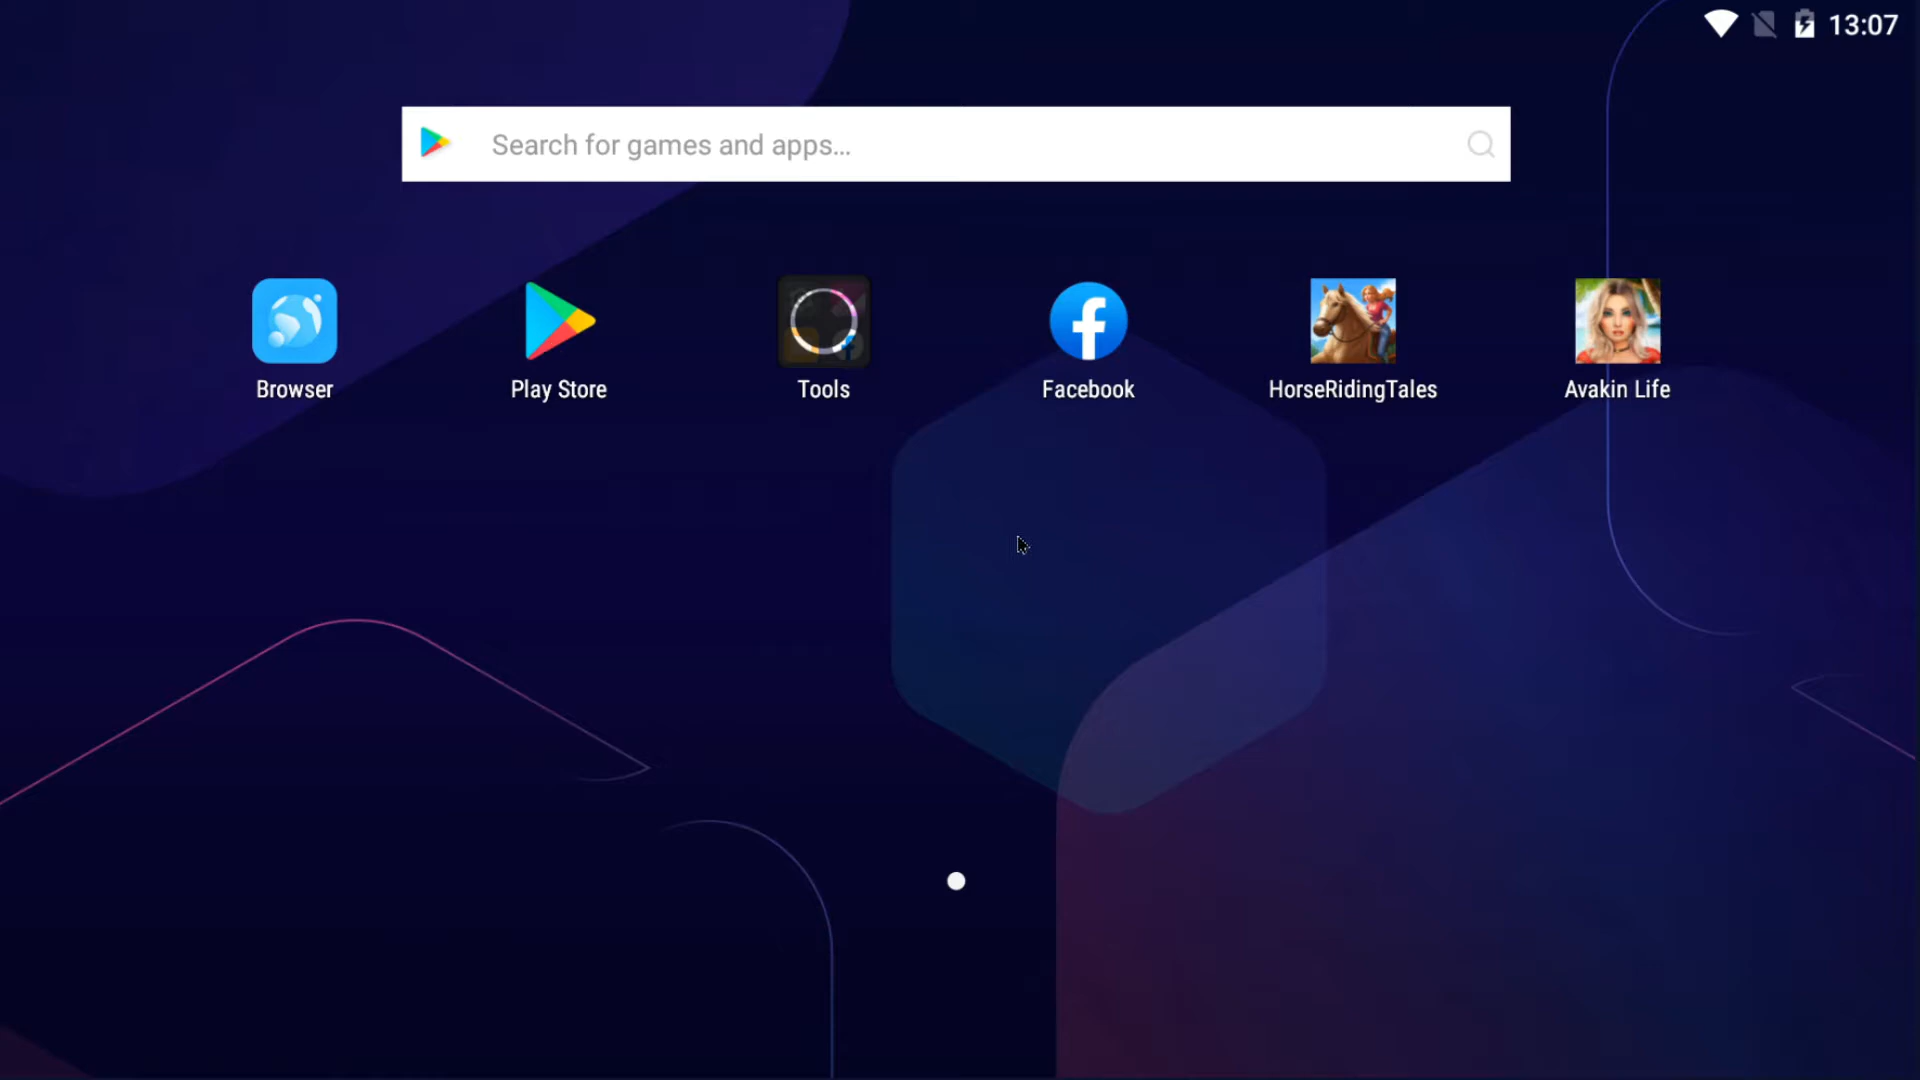 13:07
Search for games and apps...
Browser
Play Store
Tools
Facebook
HorseRidingTales
Avakin Life